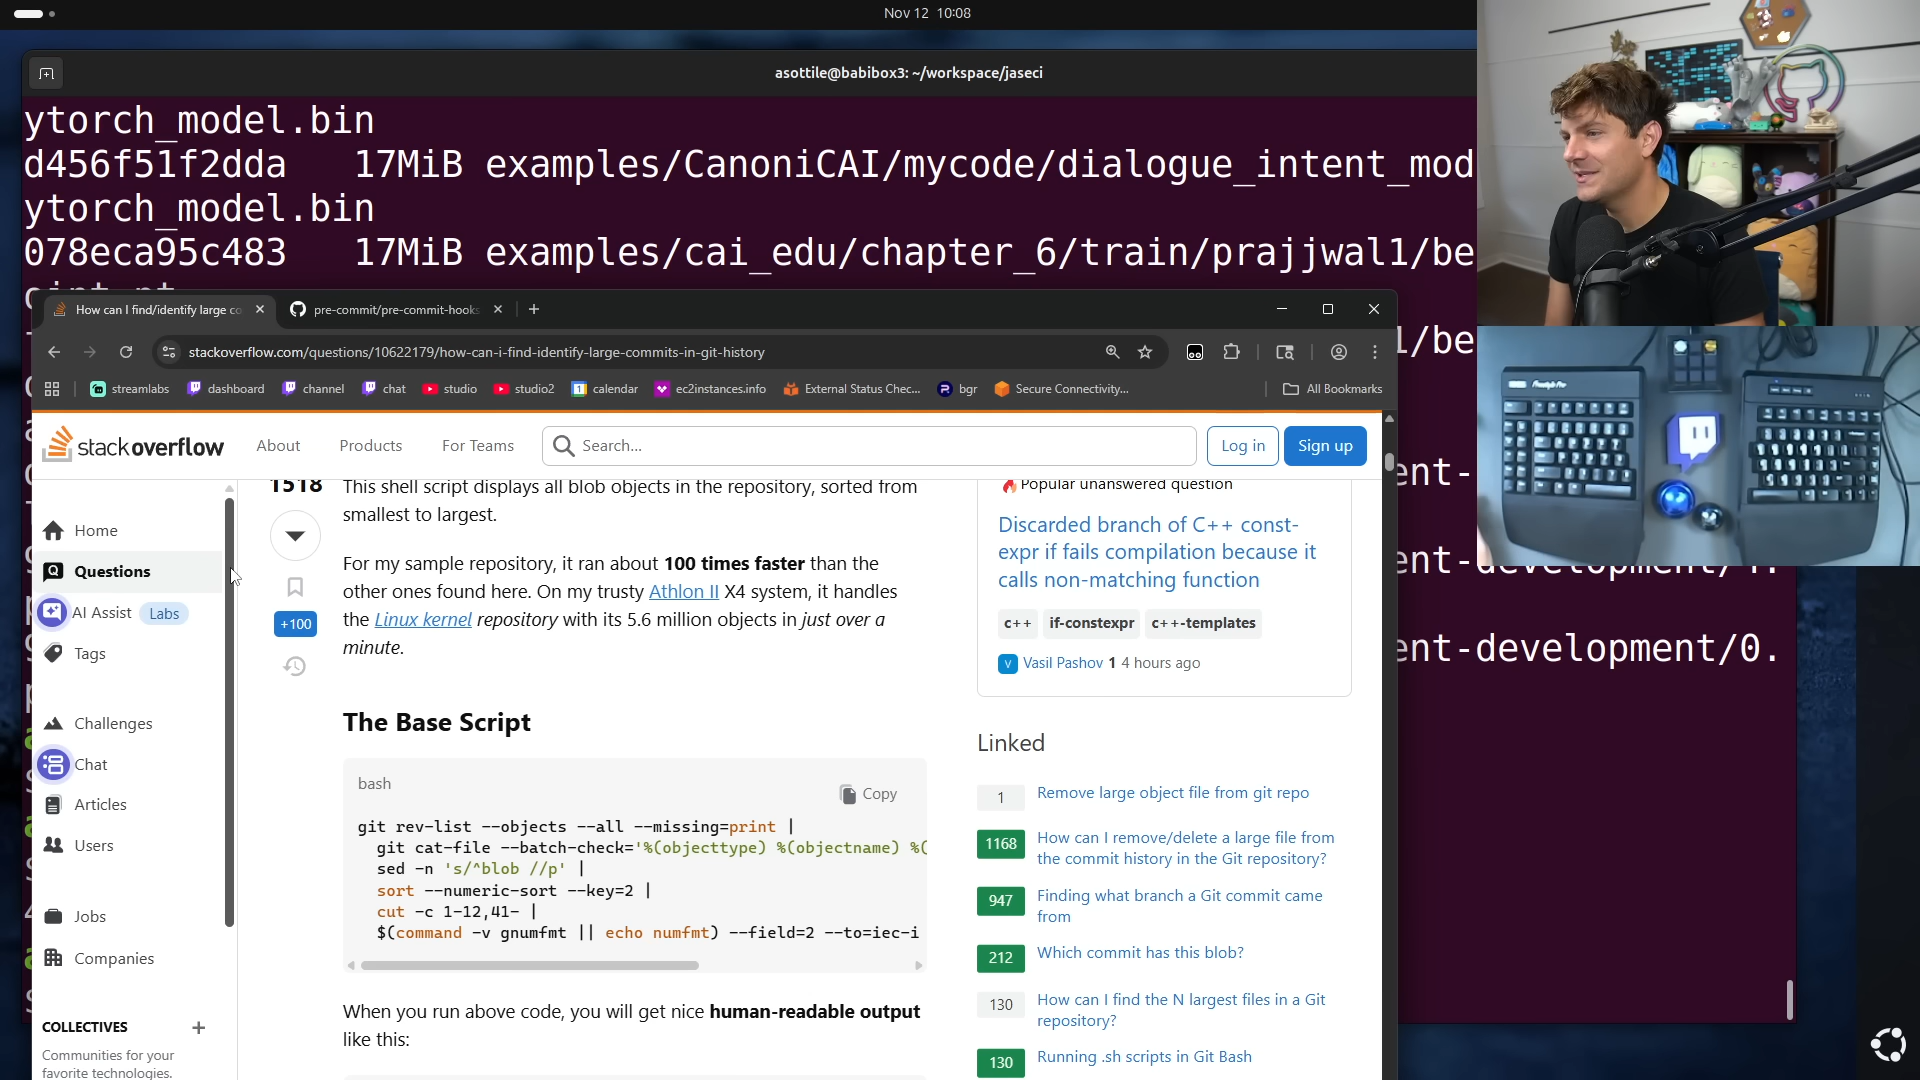 Nov 12 10:08
asottile@babibox3: ~/workspace/jaseci
ytorch_model.bin
d456f51f2dda 17MiB examples/CanoniCAI/mycode/dialogue_intent_mod
ytorch_model.bin
078eca95c483 17MiB examples/cai_edu/chapter_6/train/prajjwal1/be
1/be
ent-
ent-development/0.
How can I find/identify large co
pre-commit/pre-commit-hooks
stackoverflow.com/questions/10622179/how-can-i-find-identify-large-commits-in-git-history
streamlabs
dashboard
channel
chat
studio
studio2
calendar
ec2instances.info
External Status Chec...
bgr
Secure Connectivity...
All Bookmarks
stackoverflow
About
Products
For Teams
Search...
Log in
Sign up
Home
Questions
AI Assist Labs
Tags
Challenges
Chat
Articles
Users
Jobs
Companies
COLLECTIVES +
Communities for your
favorite technologies.
1518
+100
This shell script displays all blob objects in the repository, sorted from
smallest to largest.
For my sample repository, it ran about 100 times faster than the
other ones found here. On my trusty Athlon II X4 system, it handles
the Linux kernel repository with its 5.6 million objects in just over a
minute.
The Base Script
bash
Copy
git rev-list --objects --all --missing=print |
git cat-file --batch-check='%(objecttype) %(objectname) %(
sed -n 's/^blob //p' |
sort --numeric-sort --key=2 |
cut -c 1-12,41- |
$(command -v gnumfmt || echo numfmt) --field=2 --to=iec-i
When you run above code, you will get nice human-readable output
like this:
Popular unanswered question
Discarded branch of C++ const-
expr if fails compilation because it
calls non-matching function
c++ if-constexpr c++-templates
V Vasil Pashov 1 4 hours ago
Linked
1 Remove large object file from git repo
1168 How can I remove/delete a large file from
the commit history in the Git repository?
947 Finding what branch a Git commit came
from
212 Which commit has this blob?
130 How can I find the N largest files in a Git
repository?
130 Running .sh scripts in Git Bash